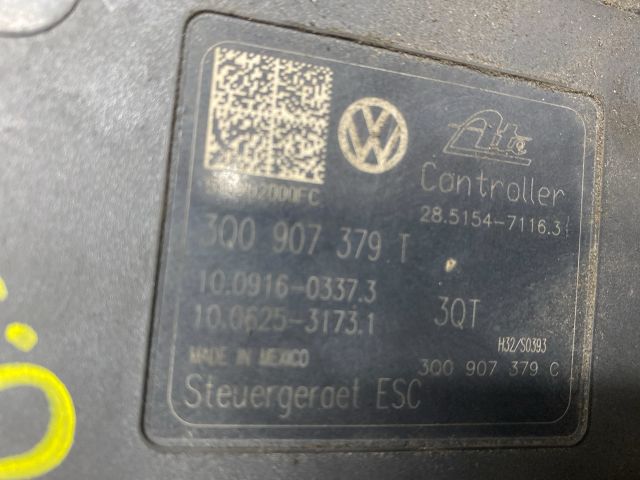 Ate
Controller
28.5154-7116.3
3Q0 907 379 T
10.0916-0337.3
10.0625-3173.1
3QT
H32/S0393
MADE IN MEXICO
3Q0 907 379 C
Steuergeraet ESC